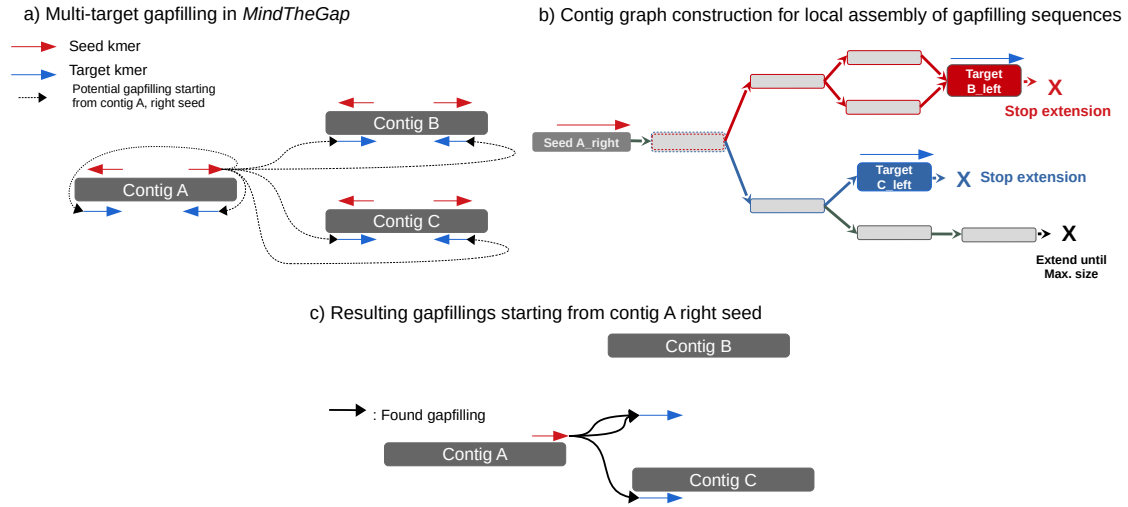 a) Multi-target gapfilling in MindTheGap
Seed kmer
Target kmer
Potential gapfilling starting
from contig A, right seed
Contig B
Contig A
Contig C
b) Contig graph construction for local assembly of gapfilling sequences
Target
B_left
X
Stop extension
Seed A_right
Target
C_left
X Stop extension
X
Extend until
Max. size
c) Resulting gapfillings starting from contig A right seed
Contig B
: Found gapfilling
Contig A
Contig C